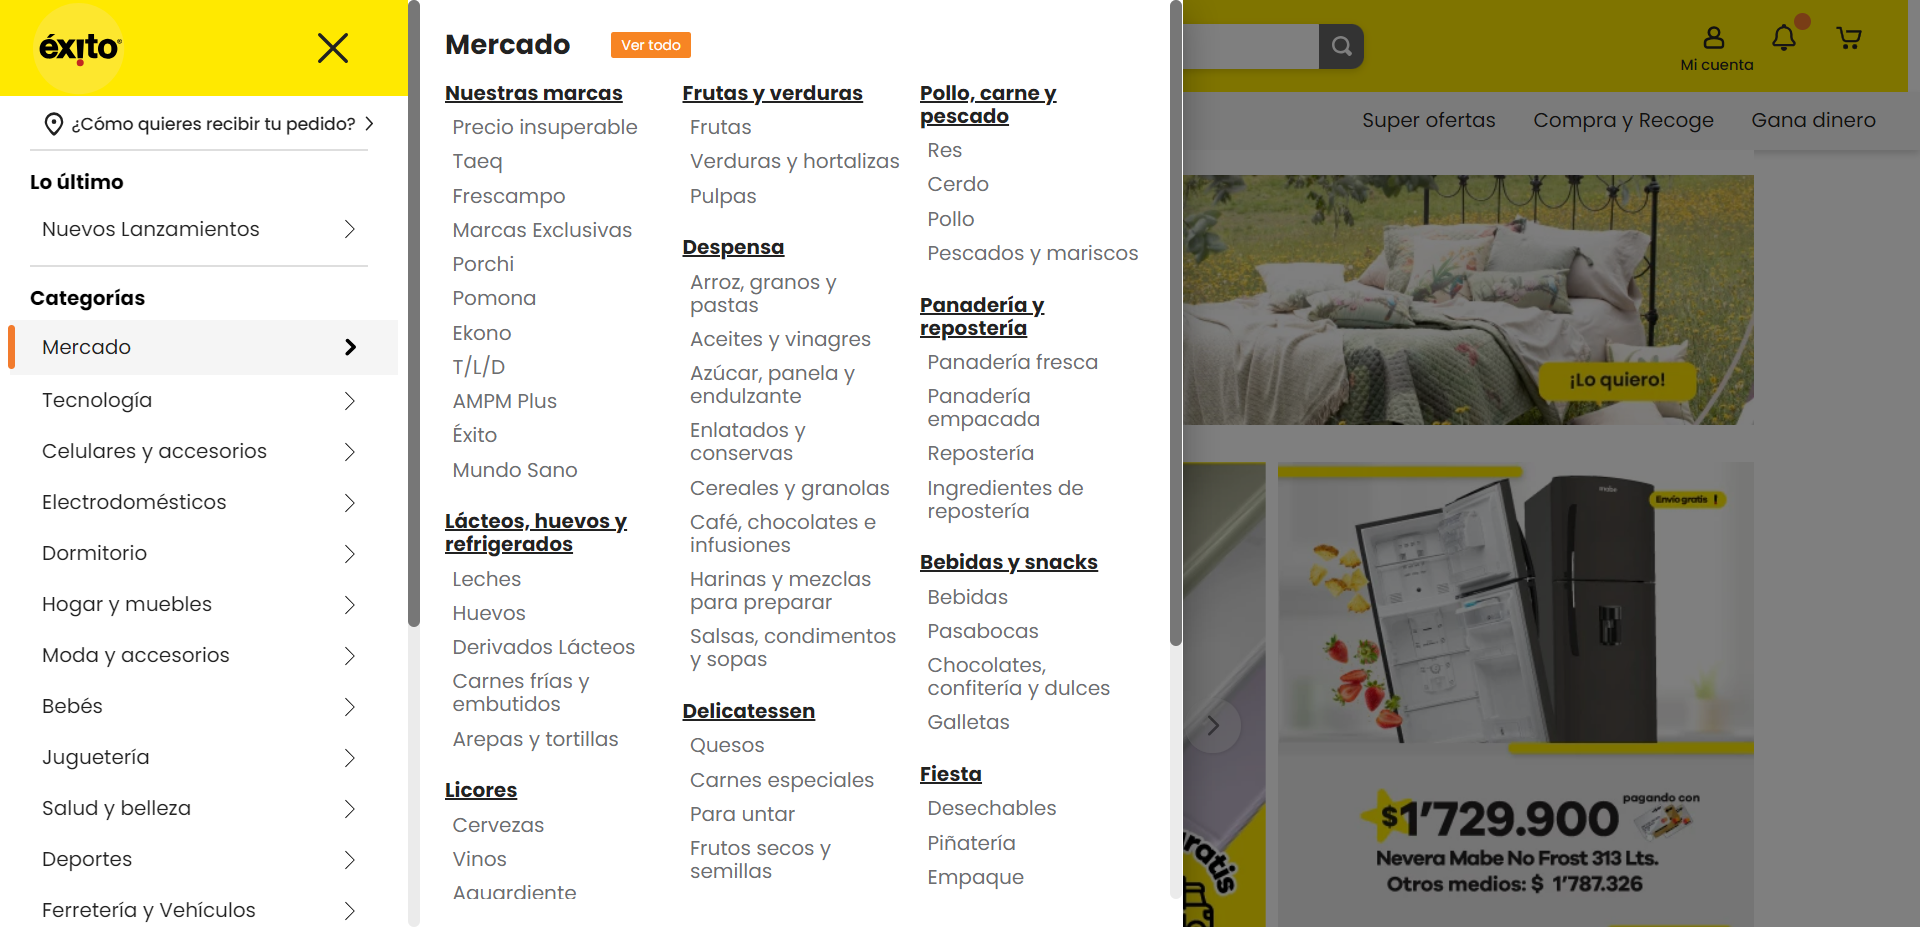 éxito
¿Cómo quieres recibir tu pedido?
Lo último
Nuevos Lanzamientos
Categorías
Mercado
Tecnología
Celulares y accesorios
Electrodomésticos
Dormitorio
Hogar y muebles
Moda y accesorios
Bebés
Juguetería
Salud y belleza
Deportes
Ferretería y Vehículos
Mercado
Ver todo
Nuestras marcas
Precio insuperable
Taeq
Frescampo
Marcas Exclusivas
Porchi
Pomona
Ekono
T/L/D
AMPM Plus
Éxito
Mundo Sano
Lácteos, huevos y
refrigerados
Leches
Huevos
Derivados Lácteos
Carnes frías y
embutidos
Arepas y tortillas
Licores
Cervezas
Vinos
Aguardiente
Frutas y verduras
Frutas
Verduras y hortalizas
Pulpas
Despensa
Arroz, granos y
pastas
Aceites y vinagres
Azúcar, panela y
endulzante
Enlatados y
conservas
Cereales y granolas
Café, chocolates e
infusiones
Harinas y mezclas
para preparar
Salsas, condimentos
y sopas
Delicatessen
Quesos
Carnes especiales
Para untar
Frutos secos y
semillas
Pollo, carne y
pescado
Res
Cerdo
Pollo
Pescados y mariscos
Panadería y
repostería
Panadería fresca
Panadería
empacada
Repostería
Ingredientes de
repostería
Bebidas y snacks
Bebidas
Pasabocas
Chocolates,
confitería y dulces
Galletas
Fiesta
Desechables
Piñatería
Empaque
Mi cuenta
Super ofertas
Compra y Recoge
Gana dinero
¡Lo quiero!
mabe
Envío gratis !
$1'729.900
pagando con
Nevera Mabe No Frost 313 Lts.
Otros medios: $ 1'787.326
ratis